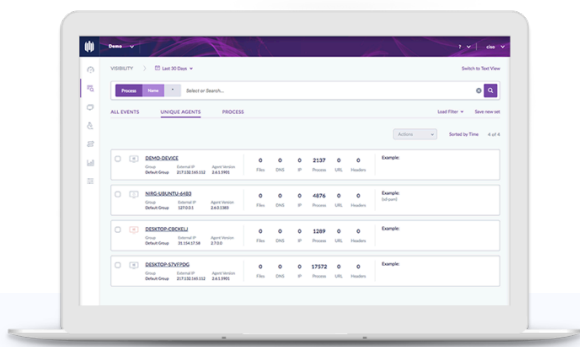 Demo
?
VISIBILITY > Last 30 Days
Switch to Text View
Process Name Select or Search...
ALL EVENTS UNIQUE AGENTS PROCESS
Load Filter Save new set
Actions Sorted by Time 4 of 4
DEMO-DEVICE
Group External IP Agent Version
Default Group
0 0 0 2137 0 0
Files DNS IP Process URL Headers
Example:
Group External IP Agent Version
Default Group 127.0.0.1
0 0 0 4876 0 0
Files DNS IP Process URL Headers
Example:
Group External IP Agent Version
Default Group
0 0 0 1289 0 0
Files DNS IP Process URL Headers
Example:
DESKTOP-S7VFPDG
Group External IP Agent Version
Default Group
0 0 0 17572 0 0
Files DNS IP Process URL Headers
Example: